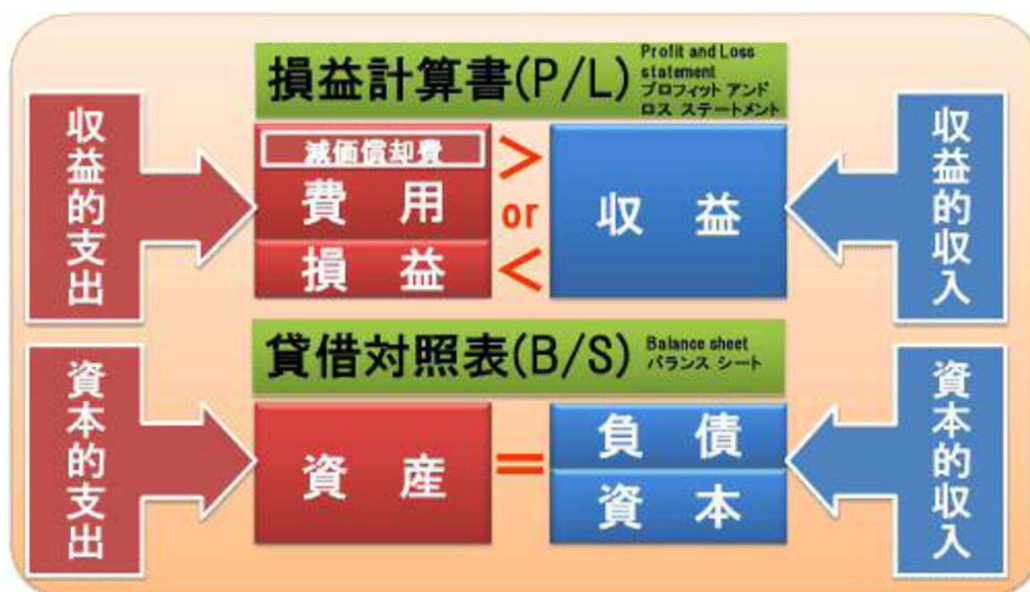 損益計算書(P/L)
Profit and Loss
statement
プロフィット アンド
ロス ステートメント
収益的支出
減価償却費
費 用
損 益
>
or
<
収 益
収益的収入
貸借対照表(B/S)
Balance sheet
バランス シート
資本的支出
資 産
=
負 債
資 本
資本的収入